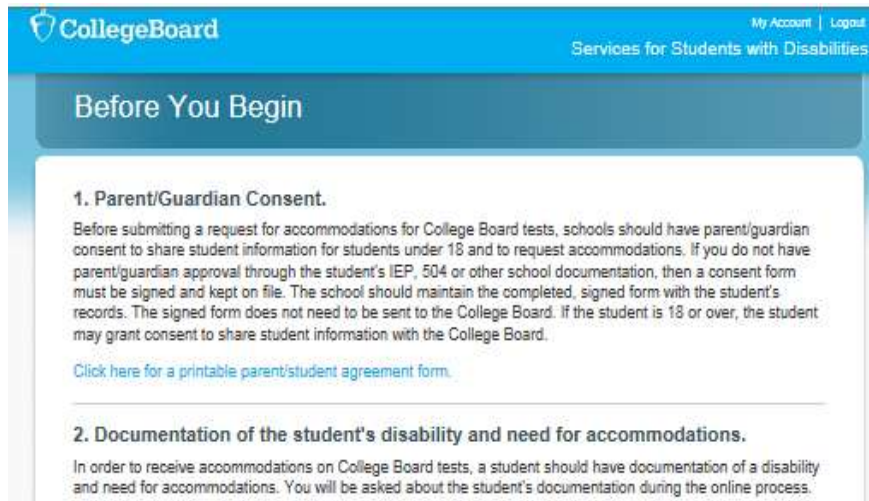 CollegeBoard
My Account | Logout
Services for Students with Disabilities
Before You Begin
1. Parent/Guardian Consent.
Before submitting a request for accommodations for College Board tests, schools should have parent/guardian
consent to share student information for students under 18 and to request accommodations. If you do not have
parent/guardian approval through the student's IEP, 504 or other school documentation, then a consent form
must be signed and kept on file. The school should maintain the completed, signed form with the student's
records. The signed form does not need to be sent to the College Board. If the student is 18 or over, the student
may grant consent to share student information with the College Board.
Click here for a printable parent/student agreement form.
2. Documentation of the student's disability and need for accommodations.
In order to receive accommodations on College Board tests, a student should have documentation of a disability
and need for accommodations. You will be asked about the student's documentation during the online process.